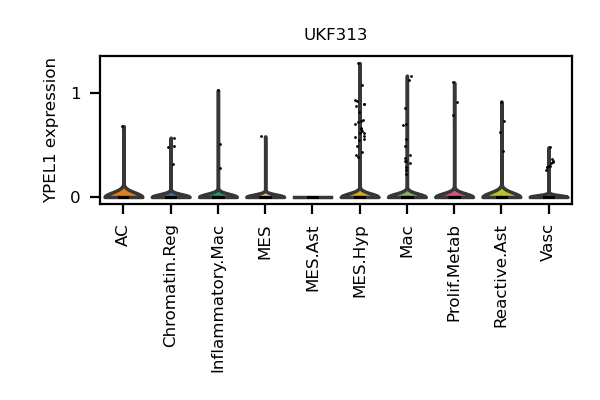 UKF313
YPEL1 expression
1
0
AC
Chromatin.Reg
Inflammatory.Mac
MES
MES.Ast
MES.Hyp
Mac
Prolif.Metab
Reactive.Ast
Vasc